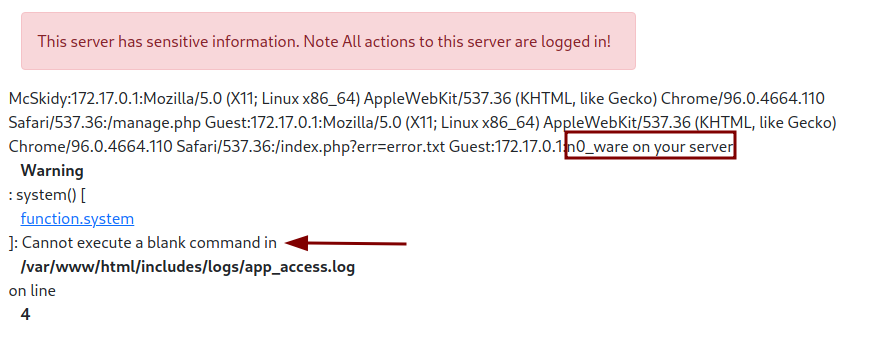 This server has sensitive information. Note All actions to this server are logged in!
McSkidy:172.17.0.1:Mozilla/5.0 (X11; Linux x86_64) AppleWebKit/537.36 (KHTML, like Gecko) Chrome/96.0.4664.110
Safari/537.36:/manage.php Guest:172.17.0.1:Mozilla/5.0 (X11; Linux x86_64) AppleWebKit/537.36 (KHTML, like Gecko)
Chrome/96.0.4664.110 Safari/537.36:/index.php?err=error.txt Guest:172.17.0.1:n0_ware on your server
Warning
: system() [
function.system
]: Cannot execute a blank command in
/var/www/html/includes/logs/app_access.log
on line
4